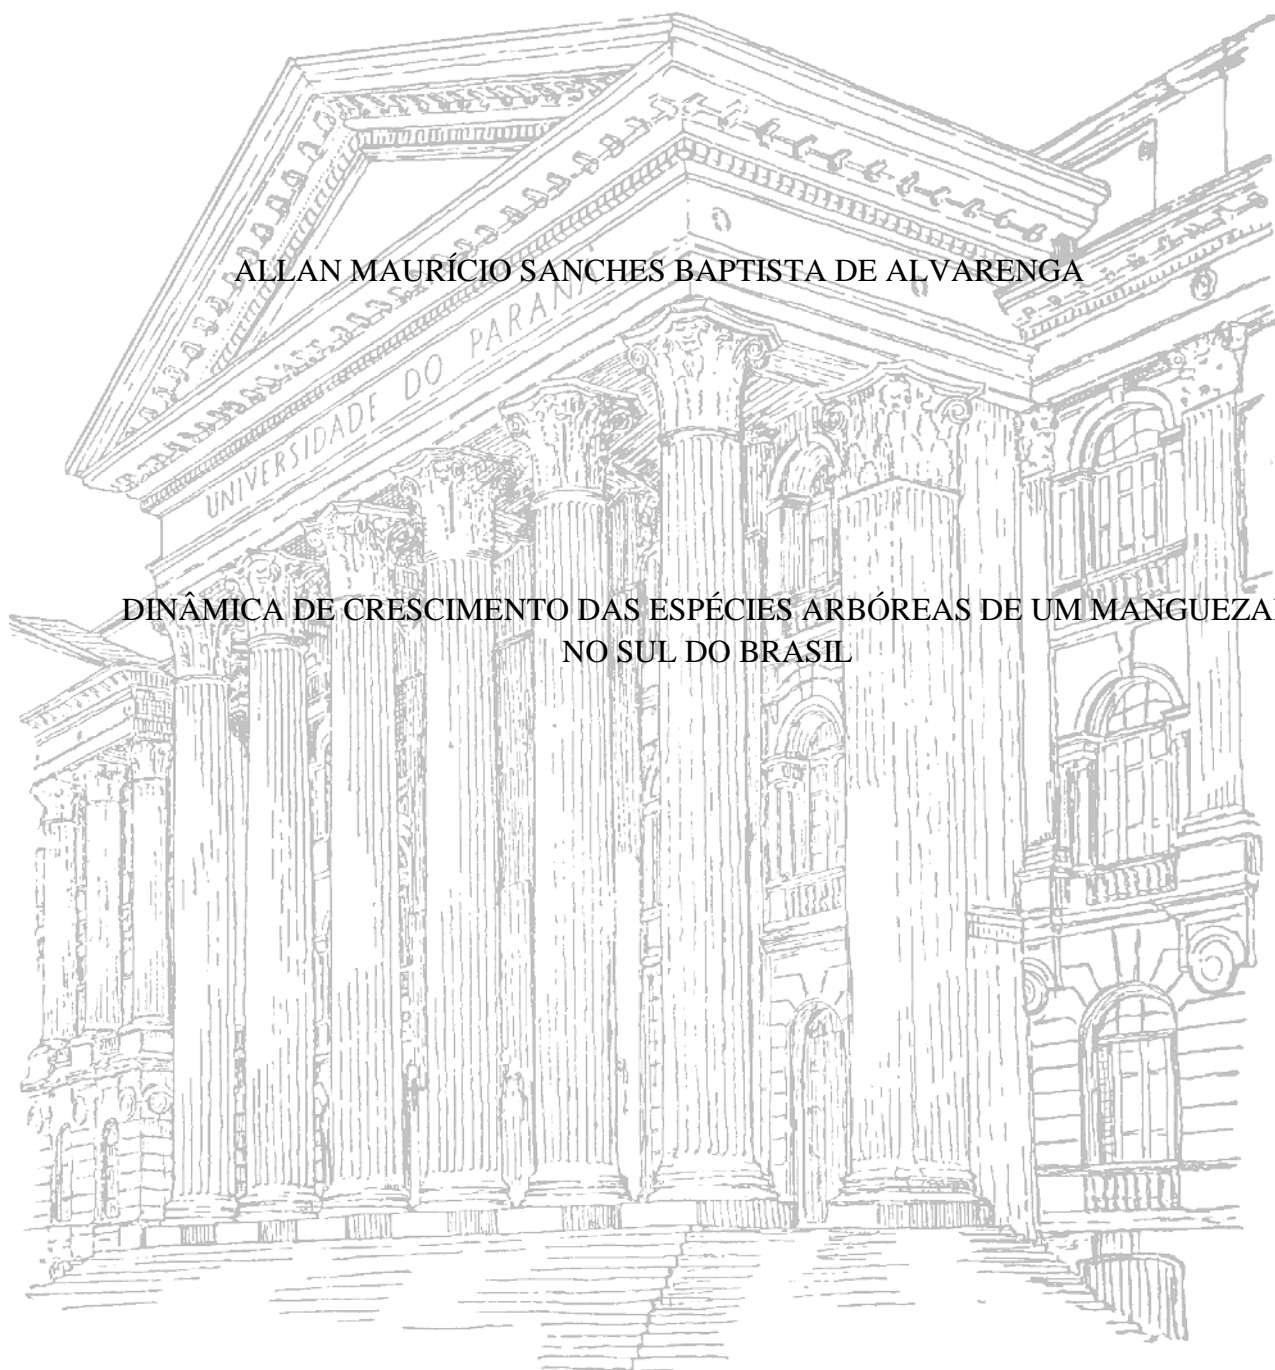 ALLAN MAURÍCIO SANCHES BAPTISTA DE ALVARENGA
UNIVERSIDADE DO PARANÁ
DINÂMICA DE CRESCIMENTO DAS ESPÉCIES ARBÓREAS DE UM MANGUEZA
NO SUL DO BRASIL